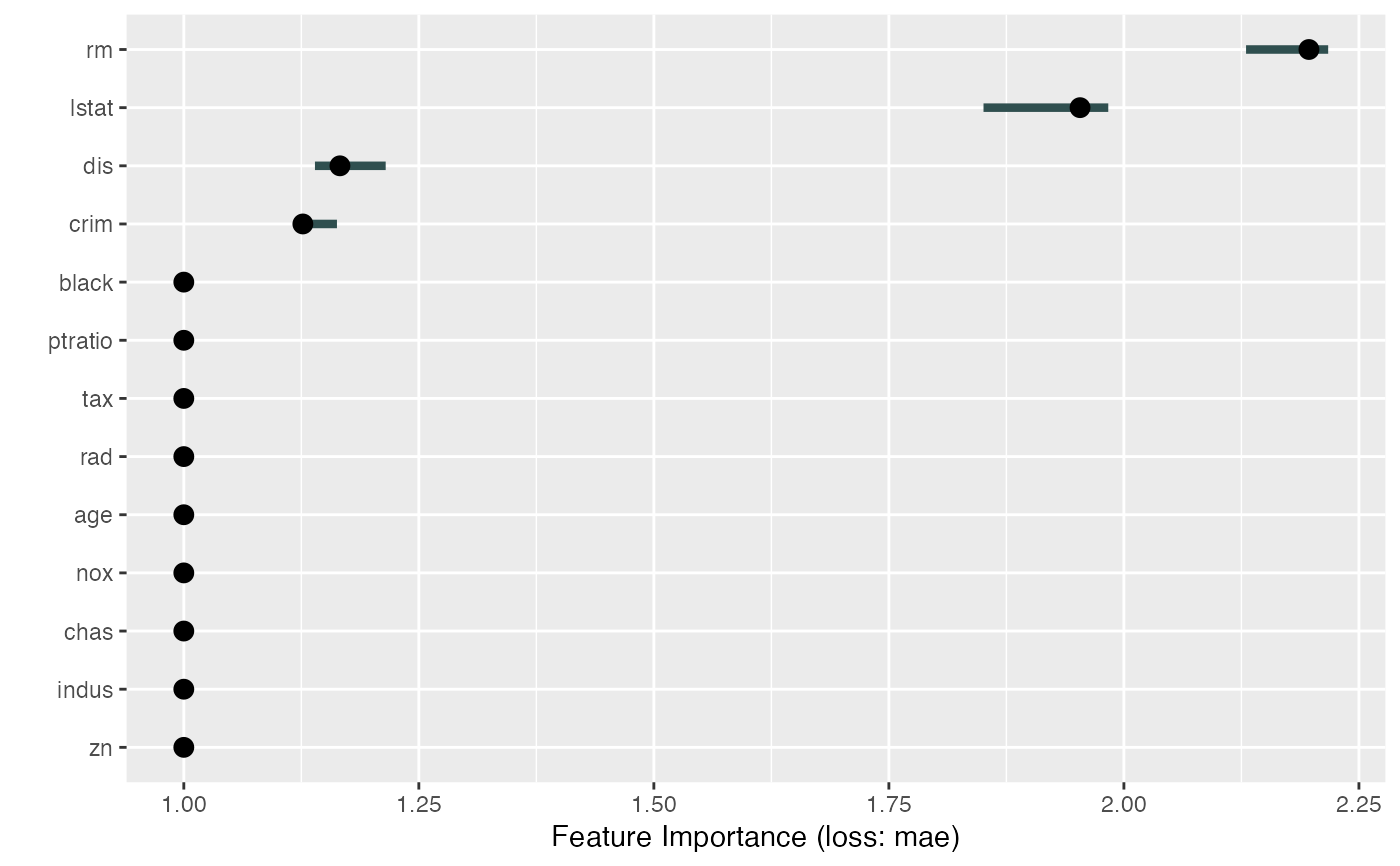 rm
lstat
dis
crim
black
ptratio
tax
rad
age
nox
chas
indus
zn
1.00 1.25 1.50 1.75 2.00 2.25
Feature Importance (loss: mae)